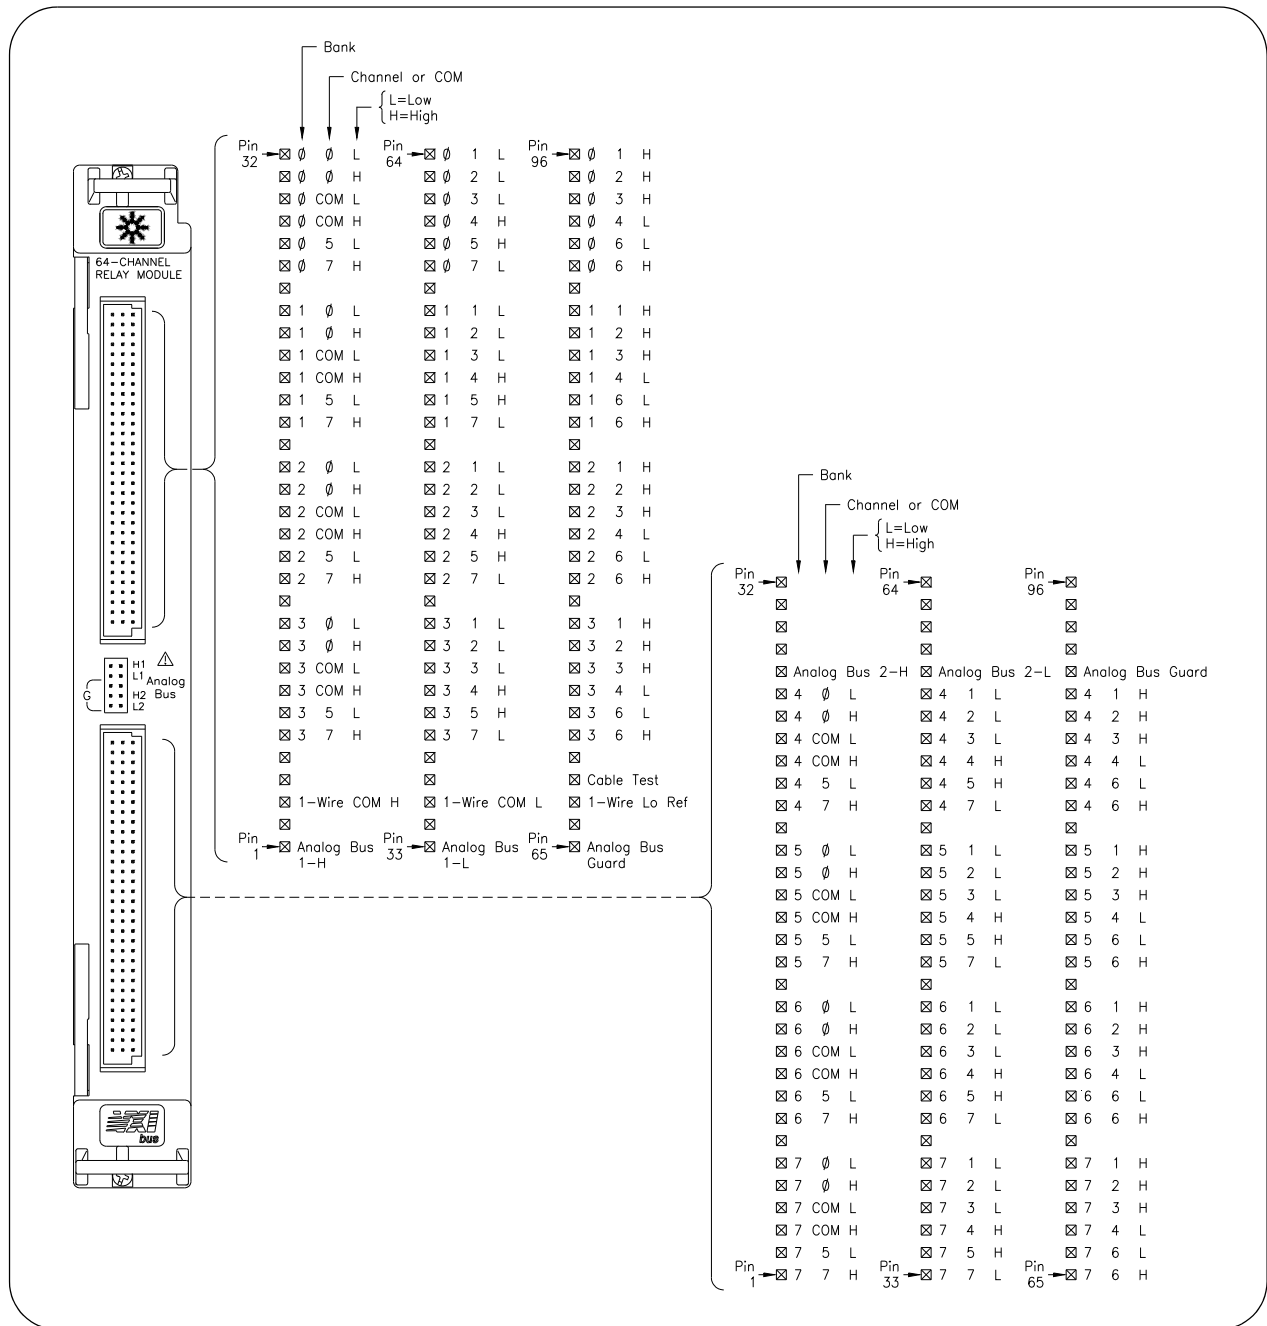 Bank
Channel or COM
L=Low
H=High
Pin 32 Ø Ø L Pin 64 Ø 1 L Pin 96 Ø 1 H
Ø Ø H Ø 2 L Ø 2 H
Ø COM L Ø 3 L Ø 3 H
Ø COM H Ø 4 H Ø 4 L
Ø 5 L Ø 5 H Ø 6 L
Ø 7 H Ø 7 L Ø 6 H
1 Ø L 1 1 L 1 1 H
1 Ø H 1 2 L 1 2 H
1 COM L 1 3 L 1 3 H
1 COM H 1 4 H 1 4 L
1 5 L 1 5 H 1 6 L
1 7 H 1 7 L 1 6 H
2 Ø L 2 1 L 2 1 H
2 Ø H 2 2 L 2 2 H
2 COM L 2 3 L 2 3 H
2 COM H 2 4 H 2 4 L
2 5 L 2 5 H 2 6 L
2 7 H 2 7 L 2 6 H
3 Ø L 3 1 L 3 1 H
3 Ø H 3 2 L 3 2 H
3 COM L 3 3 L 3 3 H
3 COM H 3 4 H 3 4 L
3 5 L 3 5 H 3 6 L
3 7 H 3 7 L 3 6 H
Cable Test
1-Wire COM H 1-Wire COM L 1-Wire Lo Ref
Pin 1 Analog Bus 1-H Pin 33 Analog Bus 1-L Pin 65 Analog Bus Guard
64-CHANNEL
RELAY MODULE
H1
L1
Analog
Bus
G
H2
L2
VXI
bus
Bank
Channel or COM
L=Low
H=High
Pin 32 Pin 64 Pin 96
Analog Bus 2-H Analog Bus 2-L Analog Bus Guard
4 Ø L 4 1 L 4 1 H
4 Ø H 4 2 L 4 2 H
4 COM L 4 3 L 4 3 H
4 COM H 4 4 H 4 4 L
4 5 L 4 5 H 4 6 L
4 7 H 4 7 L 4 6 H
5 Ø L 5 1 L 5 1 H
5 Ø H 5 2 L 5 2 H
5 COM L 5 3 L 5 3 H
5 COM H 5 4 H 5 4 L
5 5 L 5 5 H 5 6 L
5 7 H 5 7 L 5 6 H
6 Ø L 6 1 L 6 1 H
6 Ø H 6 2 L 6 2 H
6 COM L 6 3 L 6 3 H
6 COM H 6 4 H 6 4 L
6 5 L 6 5 H 6 6 L
6 7 H 6 7 L 6 6 H
7 Ø L 7 1 L 7 1 H
7 Ø H 7 2 L 7 2 H
7 COM L 7 3 L 7 3 H
7 COM H 7 4 H 7 4 L
7 5 L 7 5 H 7 6 L
Pin 1 7 7 H Pin 33 7 7 L Pin 65 7 6 H